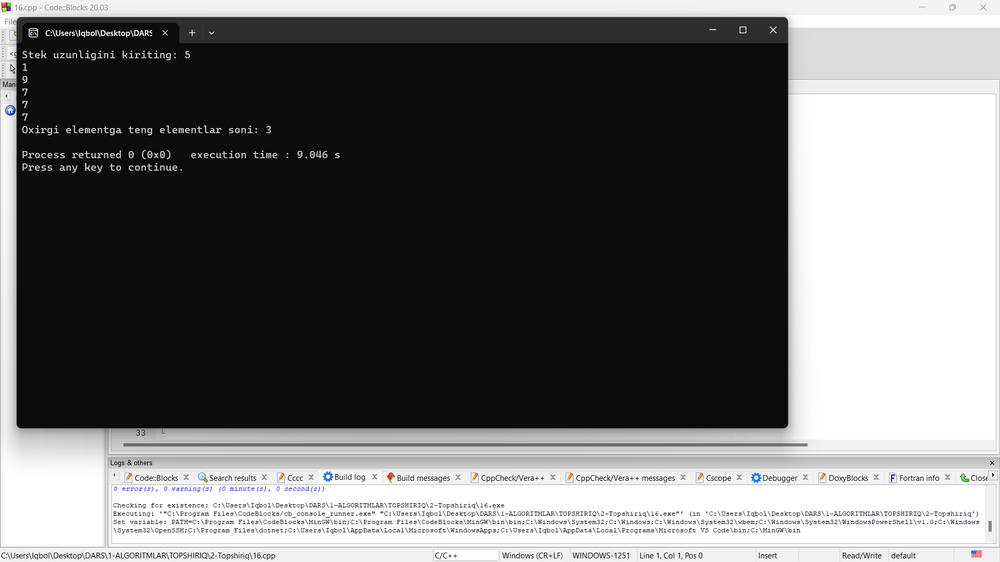 16.cpp - Code::Blocks 20.03
File
C:\Users\Iqbol\Desktop\DARS
Stek uzunligini kiriting: 5
1
9
7
7
7
Oxirgi elementga teng elementlar soni: 3
Process returned 0 (0x0)   execution time : 9.046 s
Press any key to continue.
33
Logs & others
Code::Blocks Search results Cccc Build log Build messages CppCheck/Vera++ CppCheck/Vera++ messages Cscope Debugger DoxyBlocks Fortran info Close
0 error(s), 0 warning(s) (0 minute(s), 0 second(s))
Checking for existence: C:\Users\Iqbol\Desktop\DARS\1-ALGORITMLAR\TOPSHIRIQ\2-Topshiriq\16.exe
Executing: '"C:\Program Files\CodeBlocks/cb_console_runner.exe" "C:\Users\Iqbol\Desktop\DARS\1-ALGORITMLAR\TOPSHIRIQ\2-Topshiriq\16.exe"' (in 'C:\Users\Iqbol\Desktop\DARS\1-ALGORITMLAR\TOPSHIRIQ\2-Topshiriq')
Set variable: PATH=C:\Program Files\CodeBlocks\MinGW\bin;C:\Program Files\CodeBlocks\MinGW\bin\bin;C:\Windows\System32;C:\Windows;C:\Windows\System32\wbem;C:\Windows\System32\WindowsPowerShell\v1.0;C:\Windows
\System32\OpenSSH;C:\Program Files\dotnet;C:\Users\Iqbol\AppData\Local\Microsoft\WindowsApps;C:\Users\Iqbol\AppData\Local\Programs\Microsoft VS Code\bin;C:\MinGW\bin
C:\Users\Iqbol\Desktop\DARS\1-ALGORITMLAR\TOPSHIRIQ\2-Topshiriq\16.cpp C/C++ Windows (CR+LF) WINDOWS-1251 Line 1, Col 1, Pos 0 Insert Read/Write default